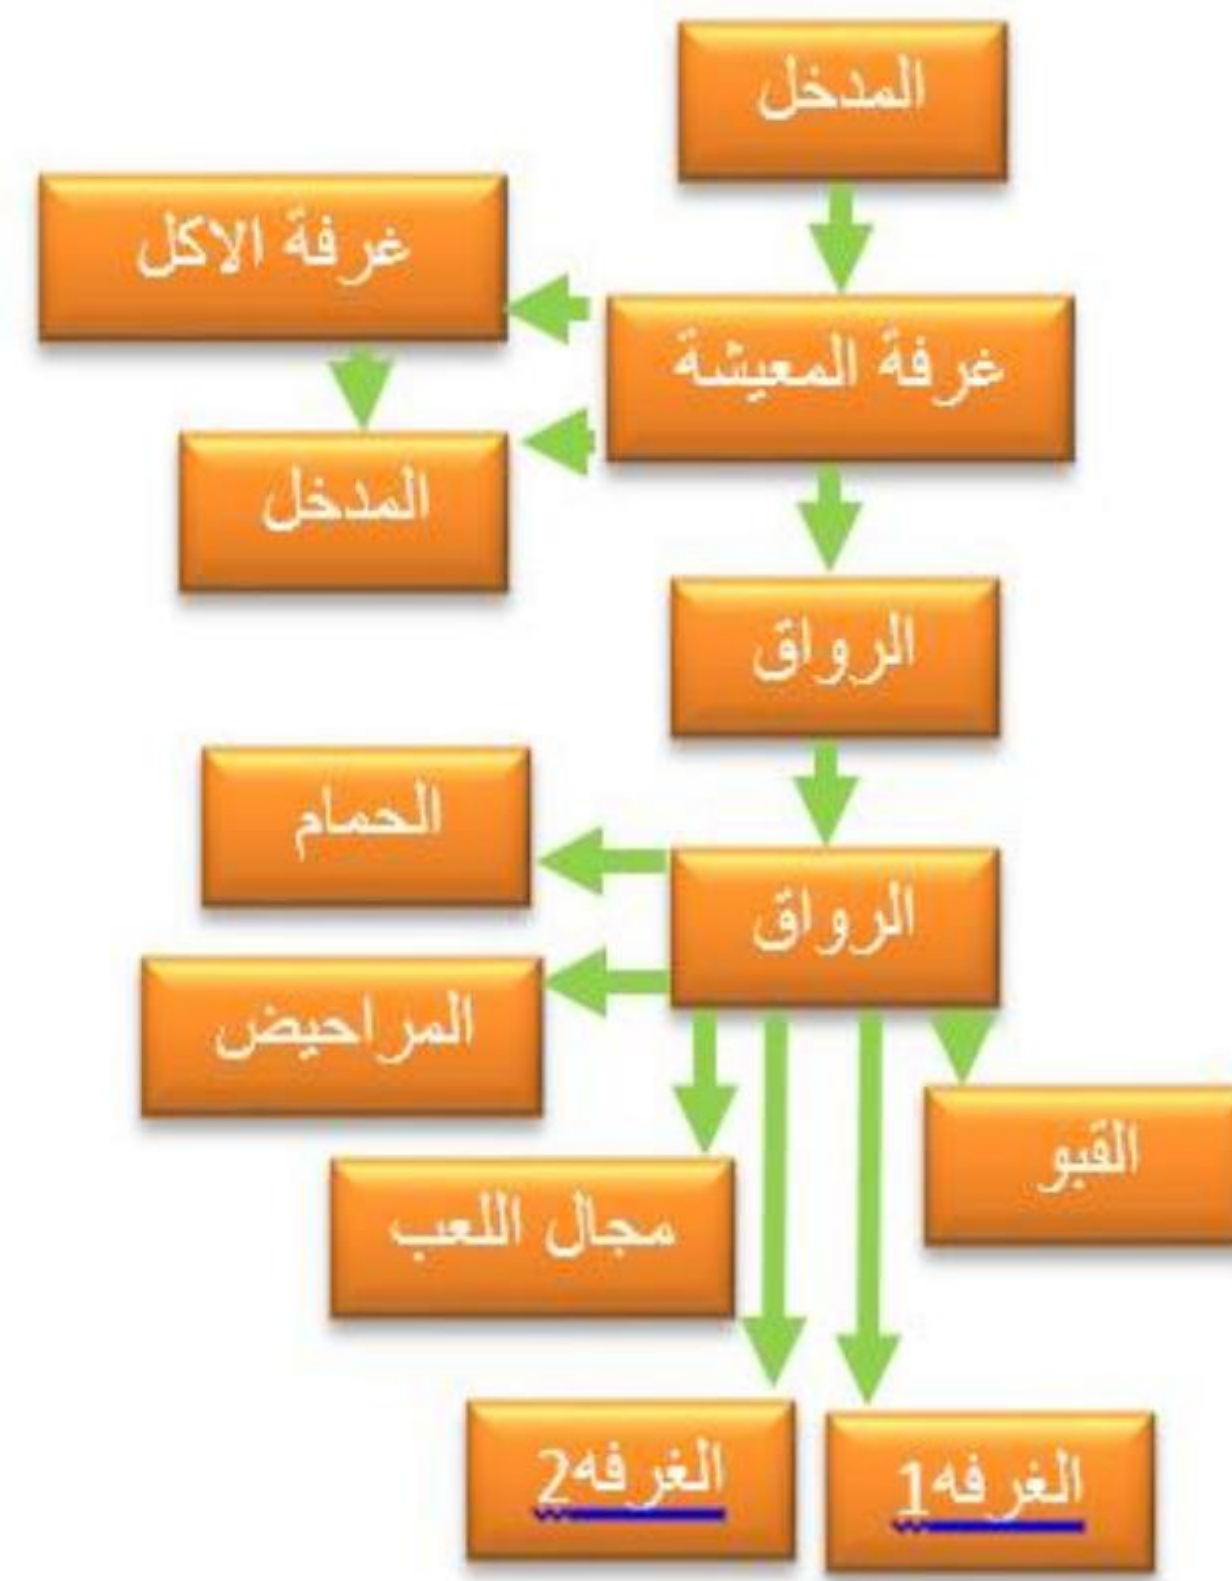 المدخل
غرفة الاكل
غرفة المعيشة
المدخل
الرواق
الحمام
الرواق
المراحيض
القبو
مجال اللعب
الغرفه1
الغرفه2